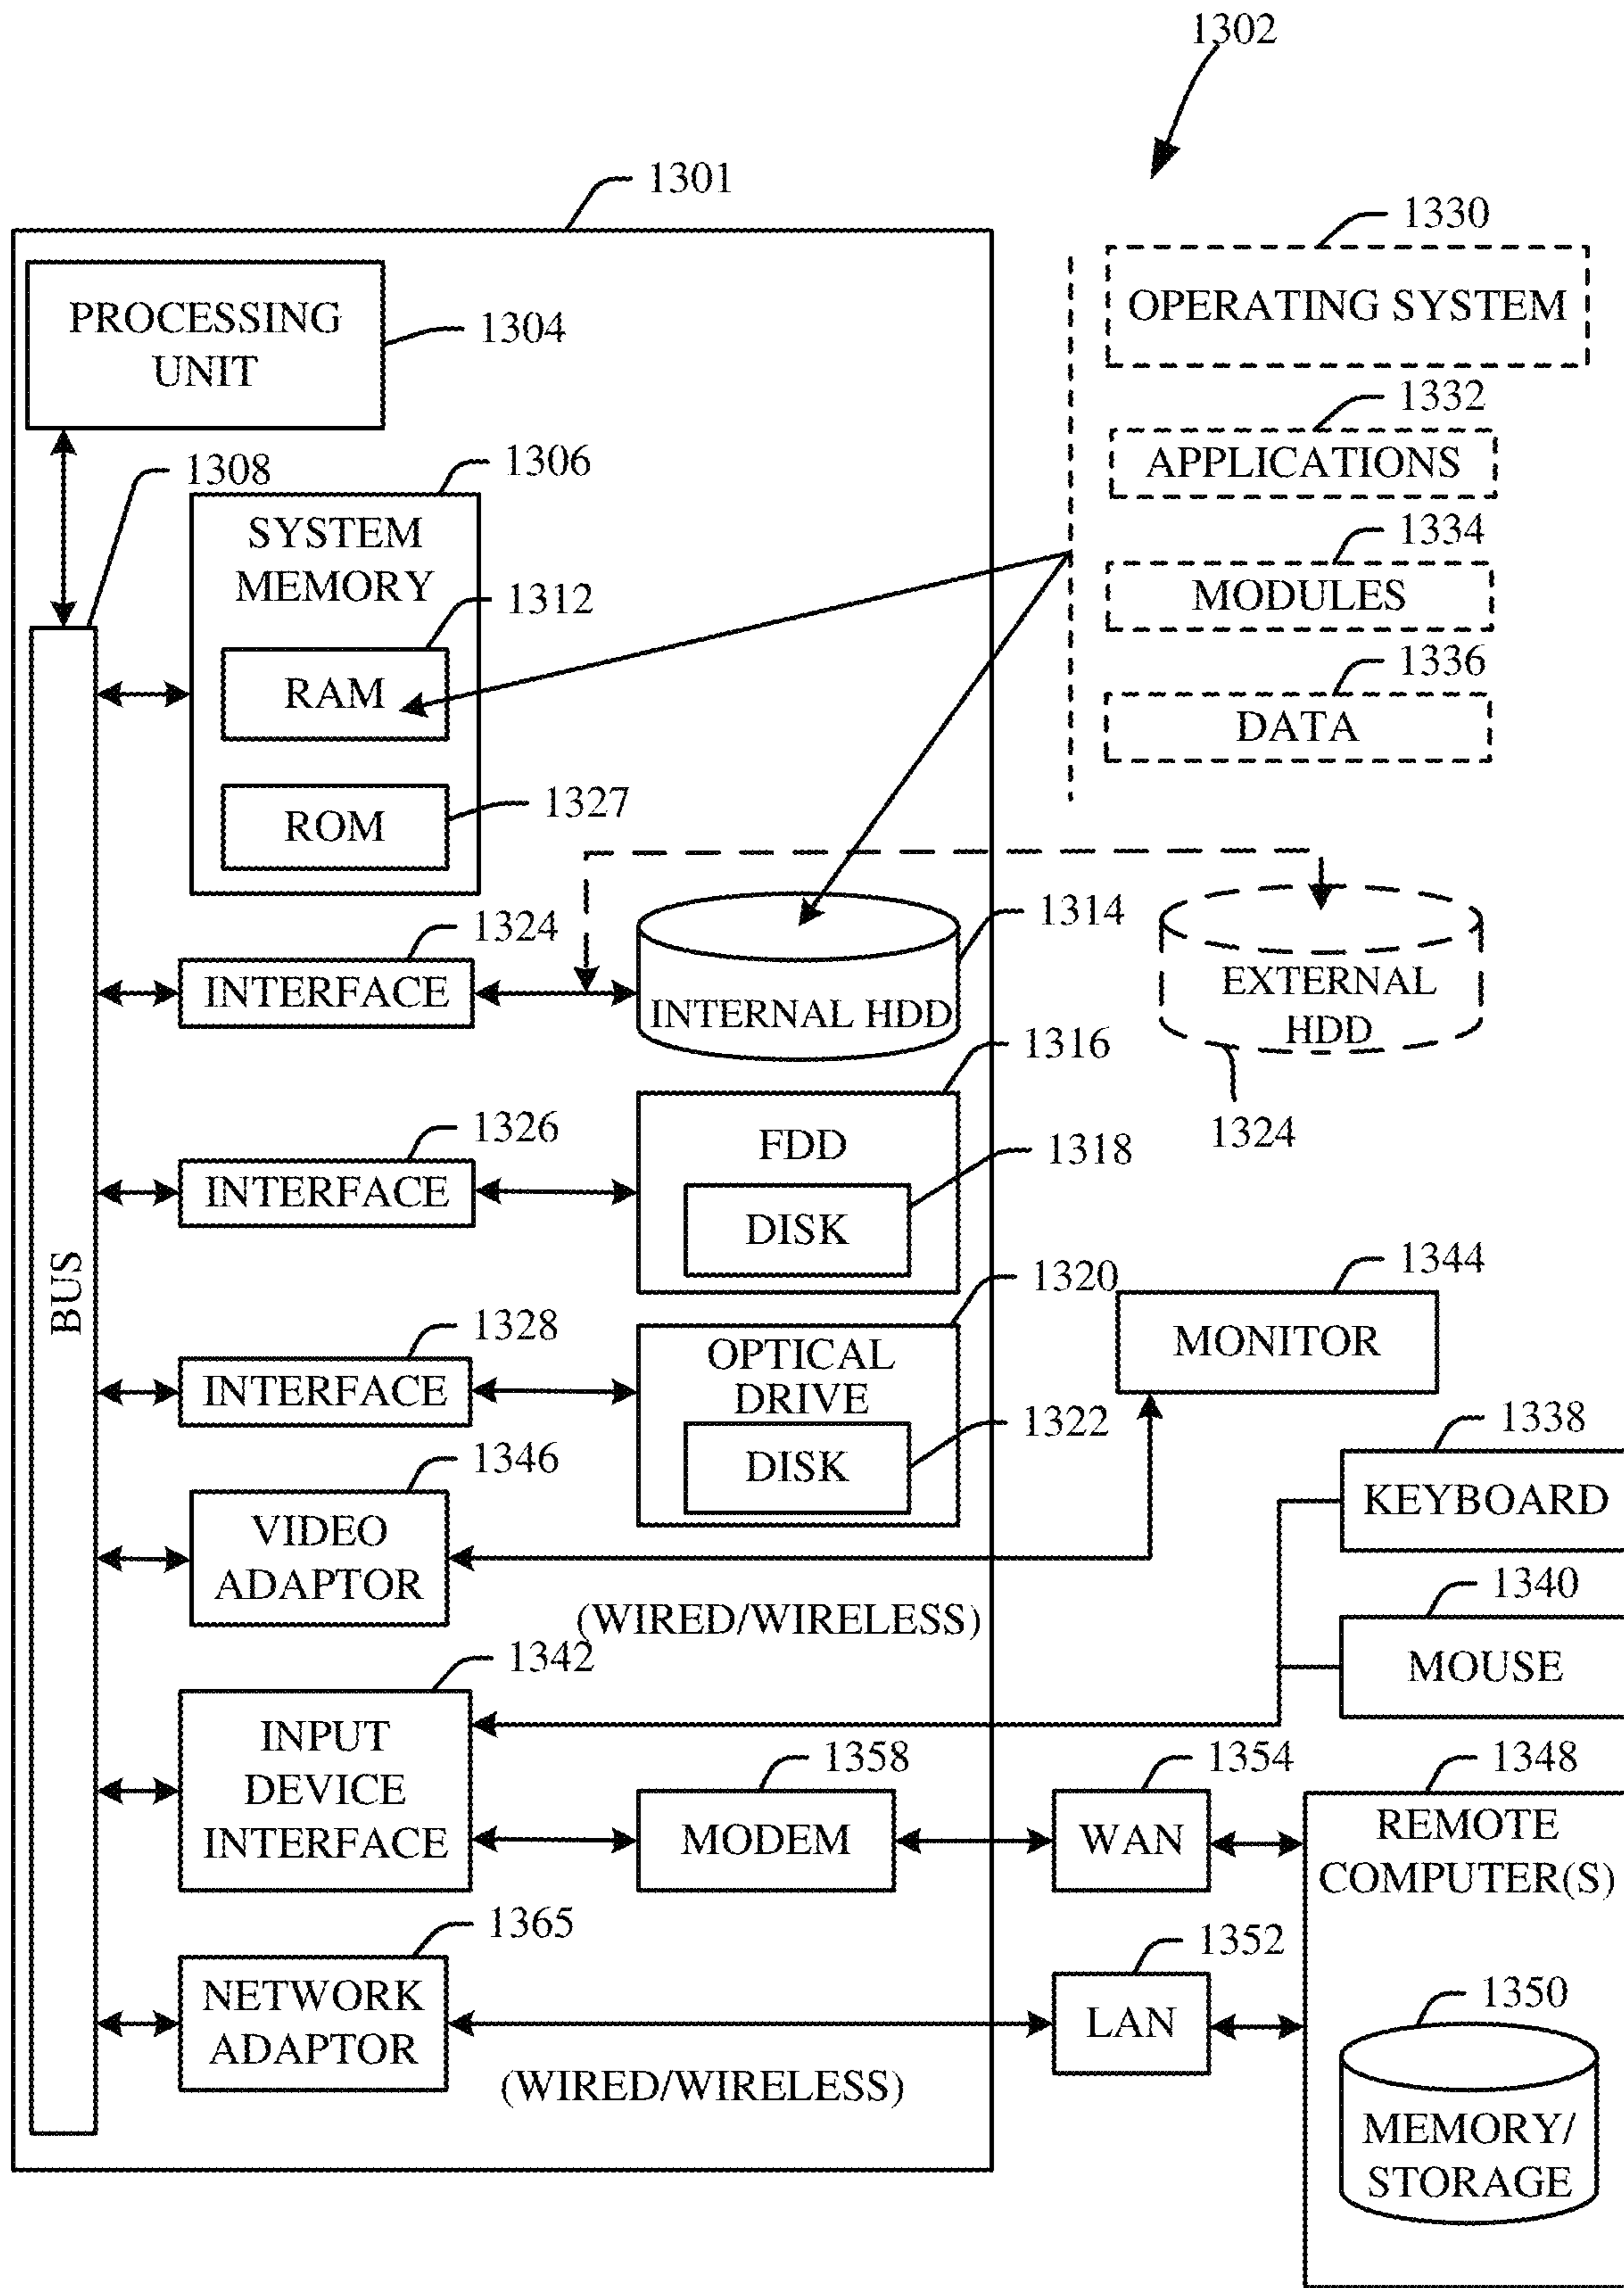 1302
1301
1330
OPERATING SYSTEM
PROCESSING
UNIT
1304
1332
APPLICATIONS
1308
1306
SYSTEM
MEMORY
1334
MODULES
1312
RAM
1336
DATA
1327
ROM
1324
INTERFACE
1314
INTERNAL HDD
EXTERNAL
HDD
1324
1316
FDD
1326
INTERFACE
1318
DISK
BUS
1320
OPTICAL
DRIVE
1344
MONITOR
1328
INTERFACE
1322
DISK
1338
KEYBOARD
1346
VIDEO
ADAPTOR
(WIRED/WIRELESS)
1340
MOUSE
1342
INPUT
DEVICE
INTERFACE
1358
MODEM
1354
WAN
1348
REMOTE
COMPUTER(S)
1365
NETWORK
ADAPTOR
(WIRED/WIRELESS)
1352
LAN
1350
MEMORY/
STORAGE